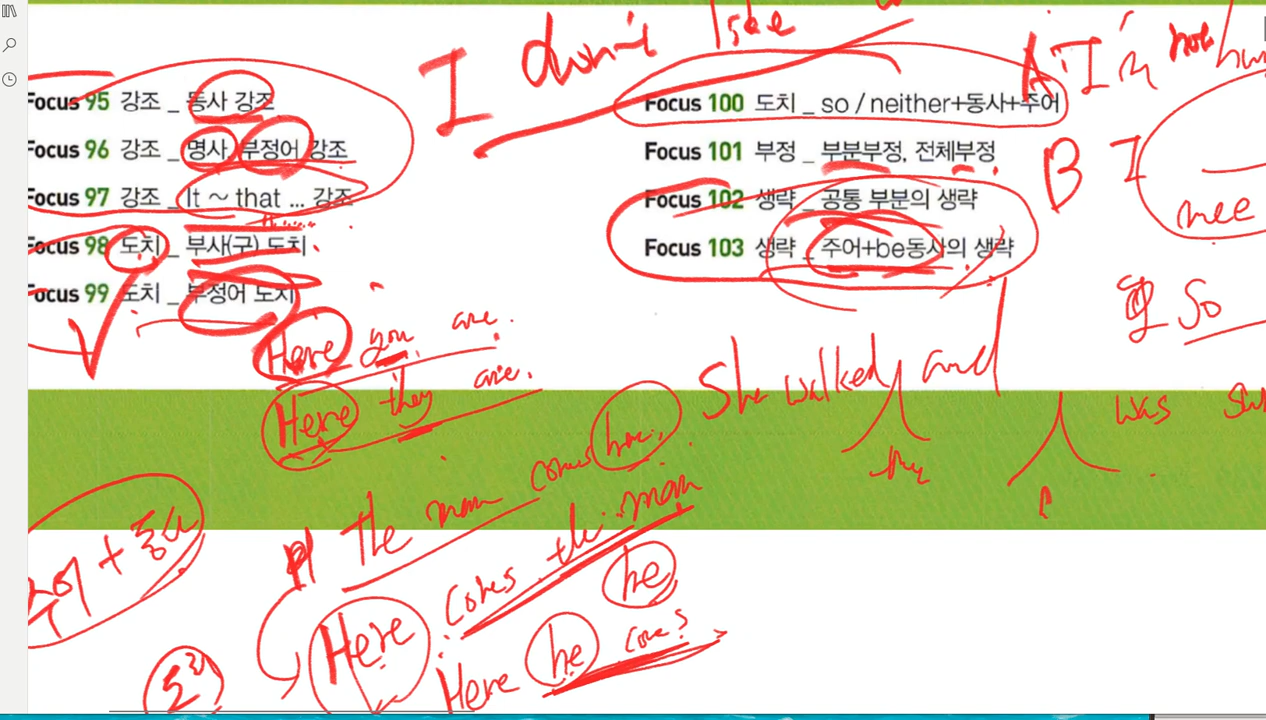 I don't like
A I'm not
Focus 95 강조 _ 동사 강조
Focus 96 강조 _ 명사 부정어 강조
Focus 97 강조 _ It ~ that ... 강조
Focus 98 도치 _ 부사(구) 도치
Focus 99 도치 _ 부정어 도치
Focus 100 도치 _ so / neither+동사+주어
Focus 101 부정 _ 부분부정, 전체부정
Focus 102 생략 _ 공통 부분의 생략
Focus 103 생략 _ 주어+be동사의 생략
B I
So
Here you are.
Here they are.
She walked and
was
The man comes here.
Here comes the man
he
Here he comes
주어 + 동사
도치